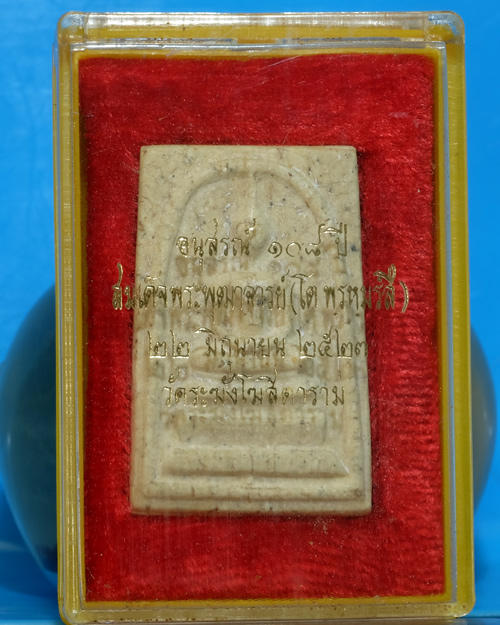 อนุสรณ์ ๑๐๘ ปี
สมเด็จพระพุฒาจารย์(โต พรหมรังสี)
๒๒ มิถุนายน ๒๕๒๓
วัดระฆังโฆสิตาราม